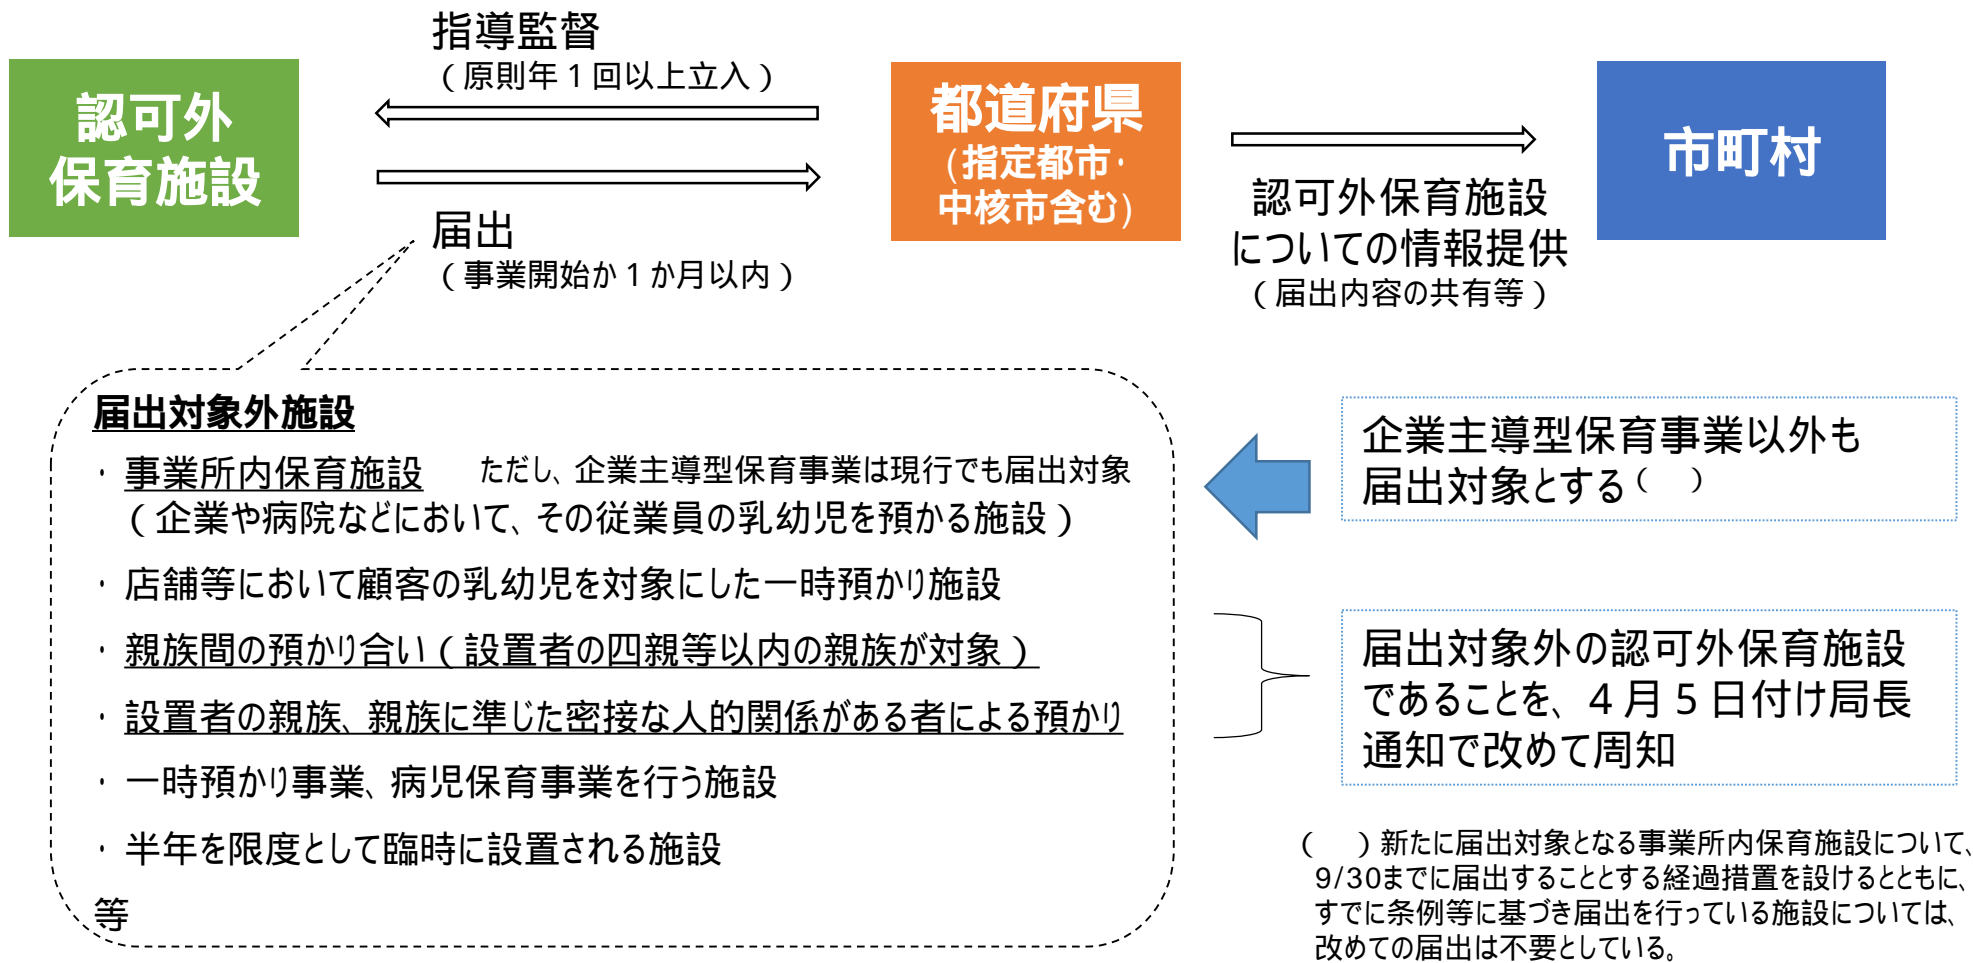 指導監督
（原則年１回以上立入）
認可外
保育施設
都道府県
(指定都市・
中核市含む)
市町村
届出
（事業開始か１か月以内）
認可外保育施設
についての情報提供
（届出内容の共有等）
届出対象外施設
・事業所内保育施設　ただし、企業主導型保育事業は現行でも届出対象
（企業や病院などにおいて、その従業員の乳幼児を預かる施設）
・店舗等において顧客の乳幼児を対象にした一時預かり施設
・親族間の預かり合い（設置者の四親等以内の親族が対象）
・設置者の親族、親族に準じた密接な人的関係がある者による預かり
・一時預かり事業、病児保育事業を行う施設
・半年を限度として臨時に設置される施設
等
企業主導型保育事業以外も
届出対象とする（　）
届出対象外の認可外保育施設
であることを、４月５日付け局長
通知で改めて周知
（　）新たに届出対象となる事業所内保育施設について、
9/30までに届出することとする経過措置を設けるとともに、
すでに条例等に基づき届出を行っている施設については、
改めての届出は不要としている。